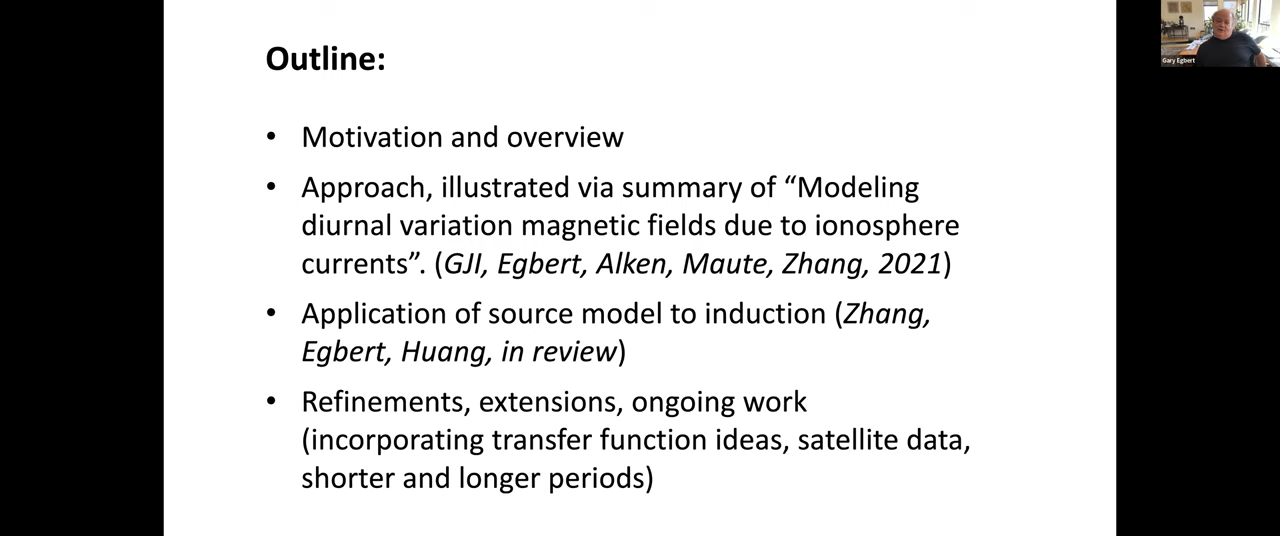 Outline:
• Motivation and overview
• Approach, illustrated via summary of “Modeling
diurnal variation magnetic fields due to ionosphere
currents”. (GJI, Egbert, Alken, Maute, Zhang, 2021)
• Application of source model to induction (Zhang,
Egbert, Huang, in review)
• Refinements, extensions, ongoing work
(incorporating transfer function ideas, satellite data,
shorter and longer periods)
Gary Egbert